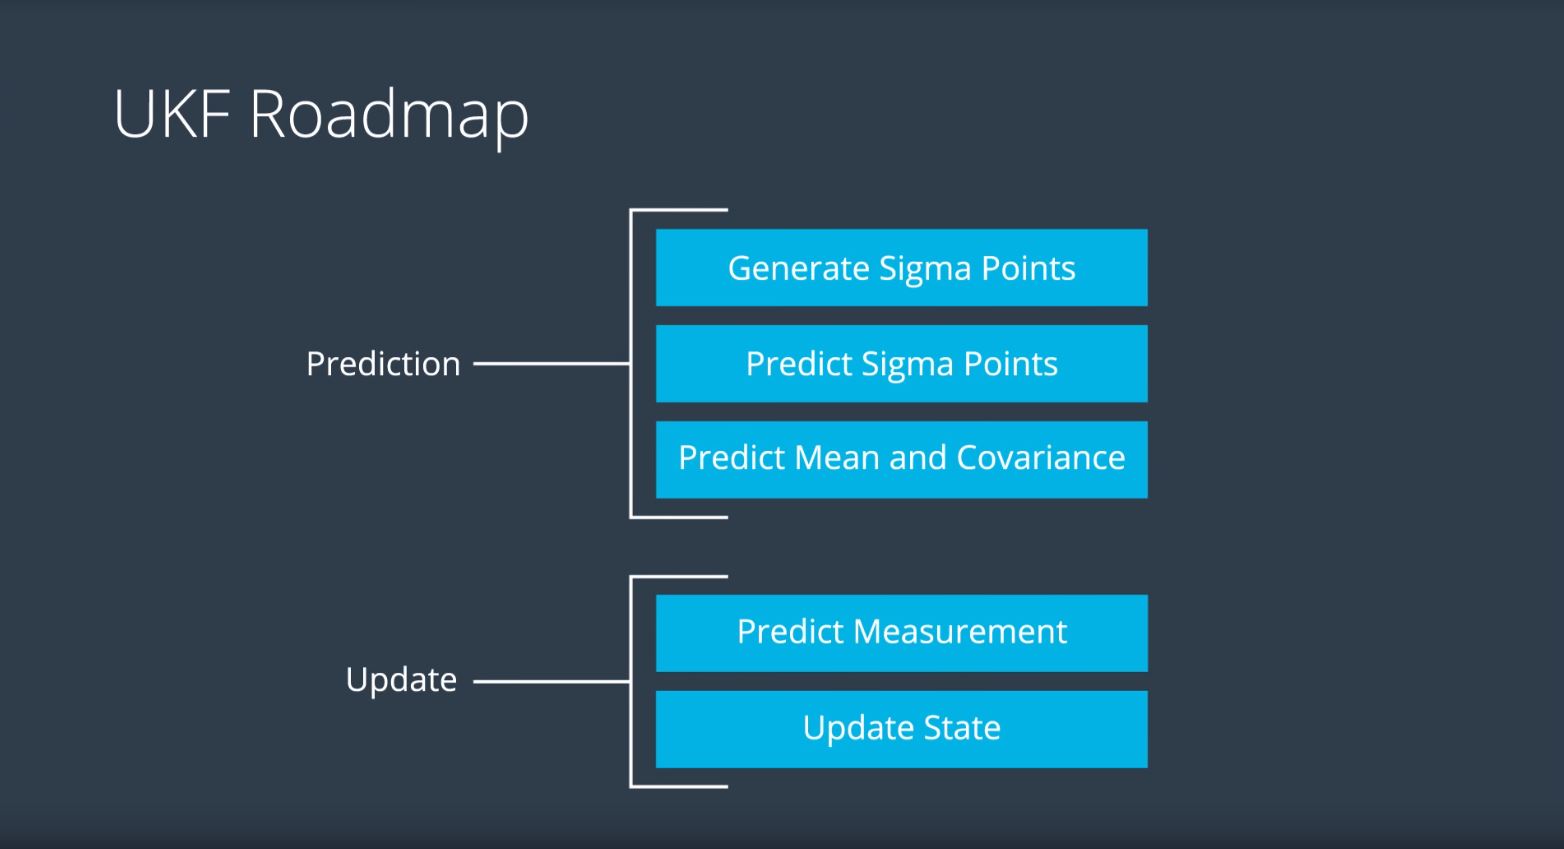 UKF Roadmap
Prediction
Generate Sigma Points
Predict Sigma Points
Predict Mean and Covariance
Update
Predict Measurement
Update State